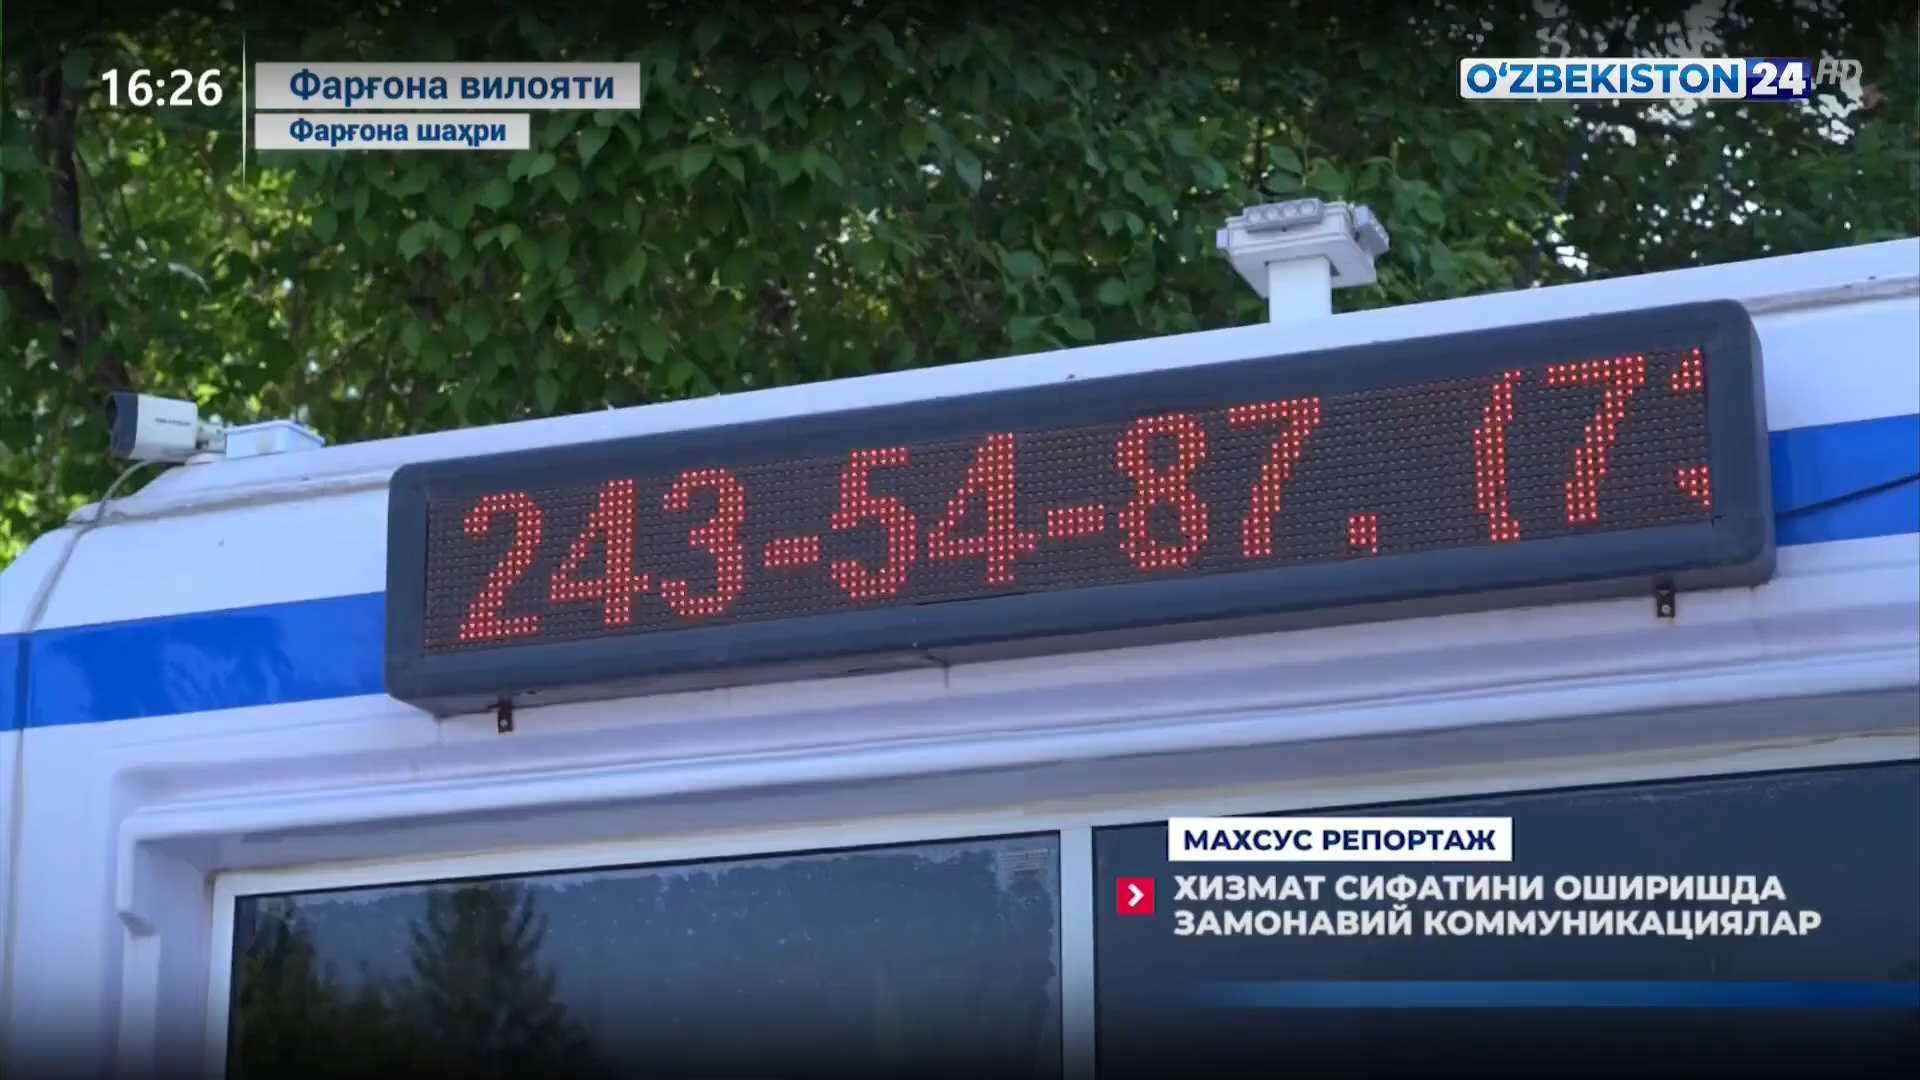 16:26
Фарғона вилояти
Фарғона шаҳри
O‘ZBEKISTON 24 HD
243-54-87. (73
МАХСУС РЕПОРТАЖ
ХИЗМАТ СИФАТИНИ ОШИРИШДА
ЗАМОНАВИЙ КОММУНИКАЦИЯЛАР